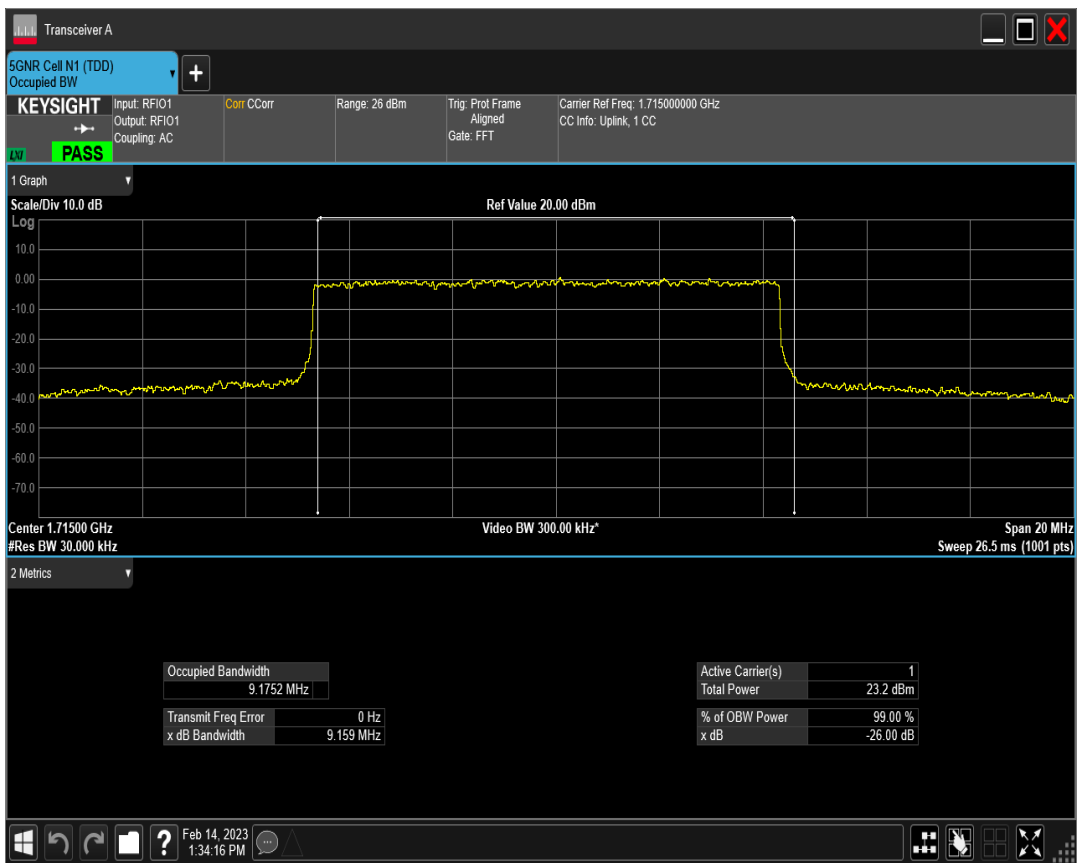 Transceiver A
5GNR Cell N1 (TDD)
Occupied BW
+
KEYSIGHT
LXI
PASS
Input: RFIO1
Output: RFIO1
Coupling: AC
Corr CCorr
Range: 26 dBm
Trig: Prot Frame
Aligned
Gate: FFT
Carrier Ref Freq: 1.715000000 GHz
CC Info: Uplink, 1 CC
1 Graph
Scale/Div 10.0 dB
Ref Value 20.00 dBm
Log
10.0
0.00
-10.0
-20.0
-30.0
-40.0
-50.0
-60.0
-70.0
Center 1.71500 GHz
Video BW 300.00 kHz*
Span 20 MHz
#Res BW 30.000 kHz
Sweep 26.5 ms (1001 pts)
2 Metrics
Occupied Bandwidth
9.1752 MHz
Transmit Freq Error 0 Hz
x dB Bandwidth 9.159 MHz
Active Carrier(s) 1
Total Power 23.2 dBm
% of OBW Power 99.00 %
x dB -26.00 dB
?
Feb 14, 2023
1:34:16 PM